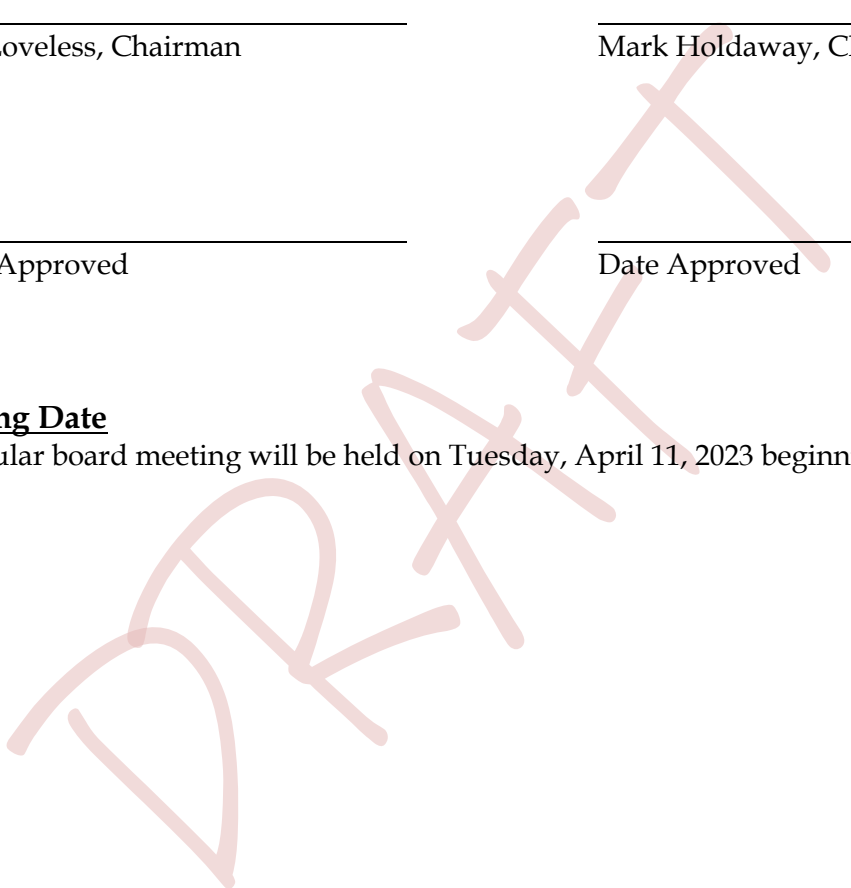 Loveless, Chairman
Mark Holdaway, C
Approved
Date Approved
ng Date
ular board meeting will be held on Tuesday, April 11, 2023 beginn
DRAFT